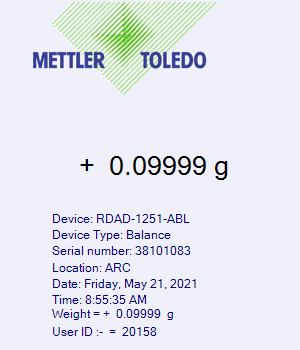 METTLER TOLEDO
+ 0.09999 g
Device: RDAD-1251-ABL
Device Type: Balance
Serial number: 38101083
Location: ARC
Date: Friday, May 21, 2021
Time: 8:55:35 AM
Weight = + 0.09999 g
User ID :- = 20158